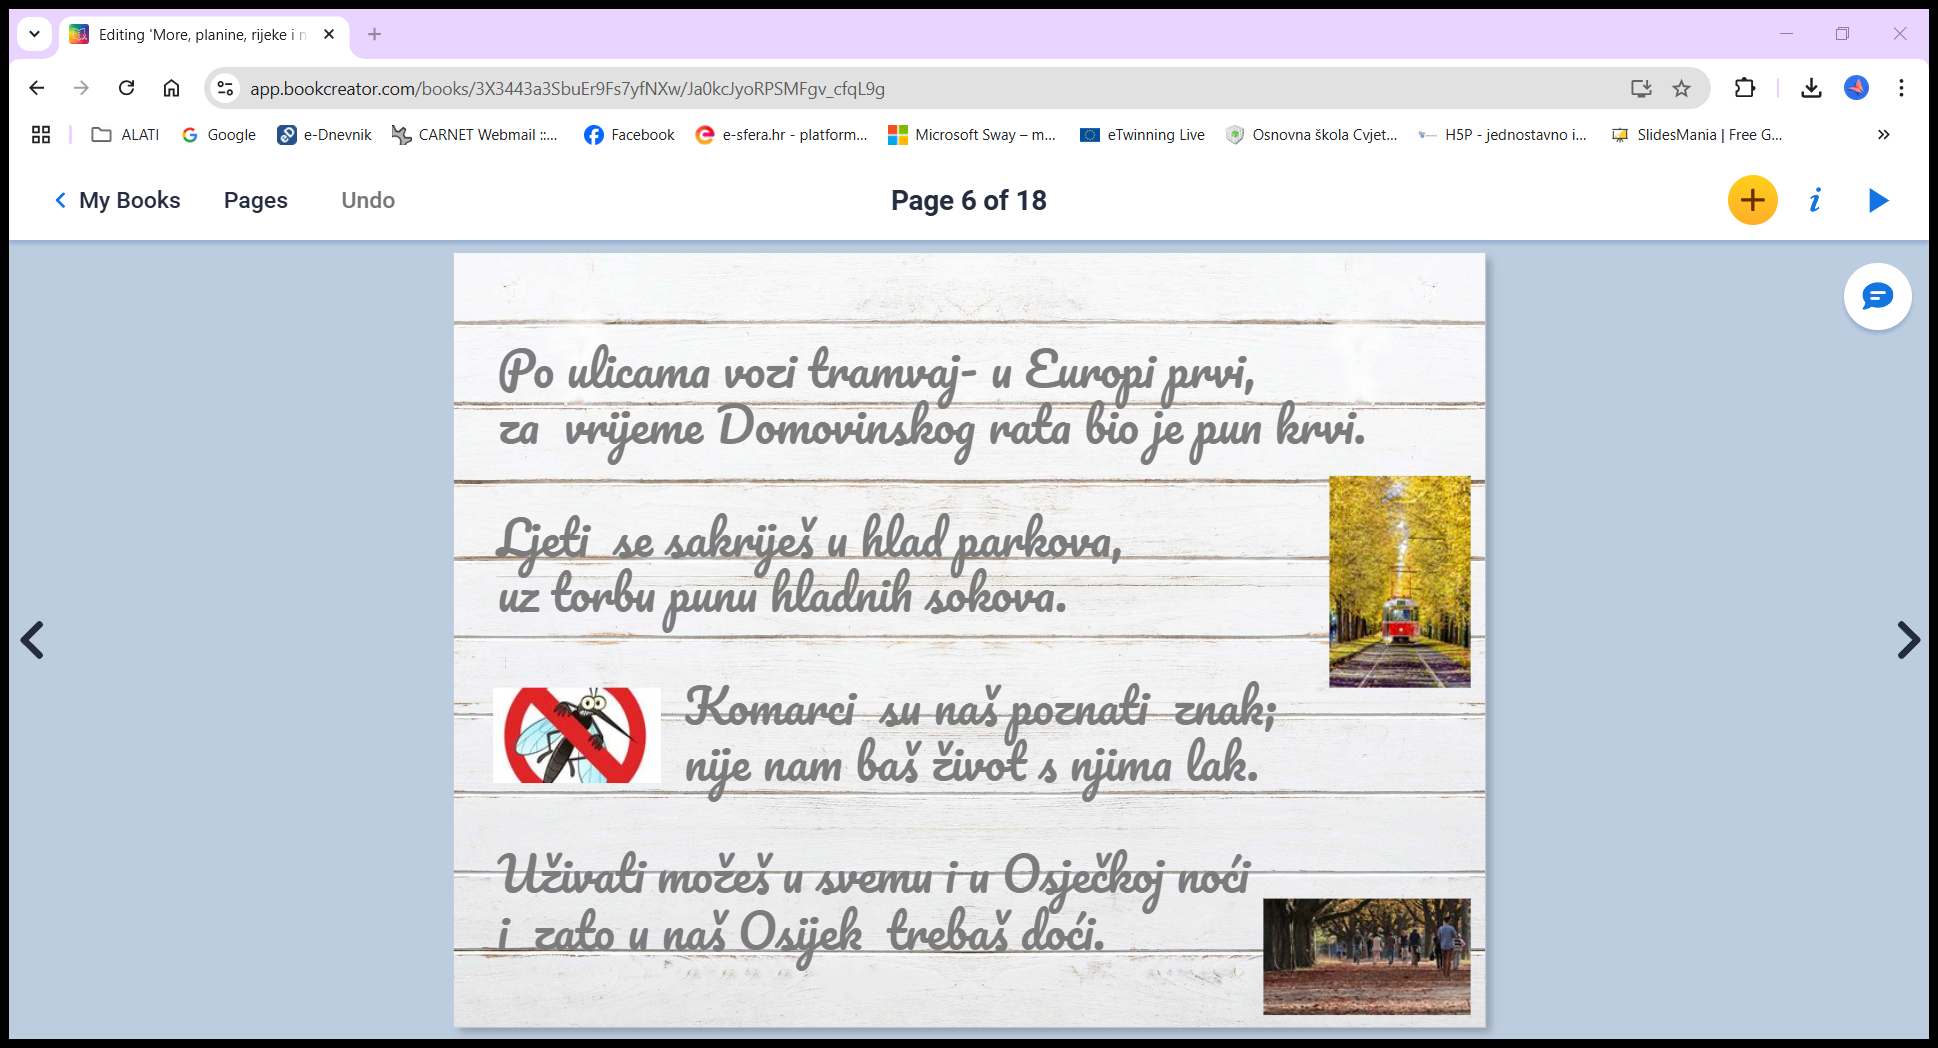 Editing 'More, planine, rijeke i n
app.bookcreator.com/books/3X3443a3SbuEr9Fs7yfNXw/Ja0kcJyoRPSMFgv_cfqL9g
ALATI Google e-Dnevnik CARNET Webmail ::... Facebook e-sfera.hr - platform... Microsoft Sway – m... eTwinning Live Osnovna škola Cvjet... H5P - jednostavno i... SlidesMania | Free G...
My Books Pages Undo Page 6 of 18
Po ulicama vozi tramvaj- u Europi prvi,
za vrijeme Domovinskog rata bio je pun krvi.
Ljeti se sakriješ u hlad parkova,
uz torbu punu hladnih sokova.
Komarci su naš poznati znak;
nije nam baš život s njima lak.
Uživati možeš u svemu i u Osječkoj noći
i zato u naš Osijek trebaš doći.